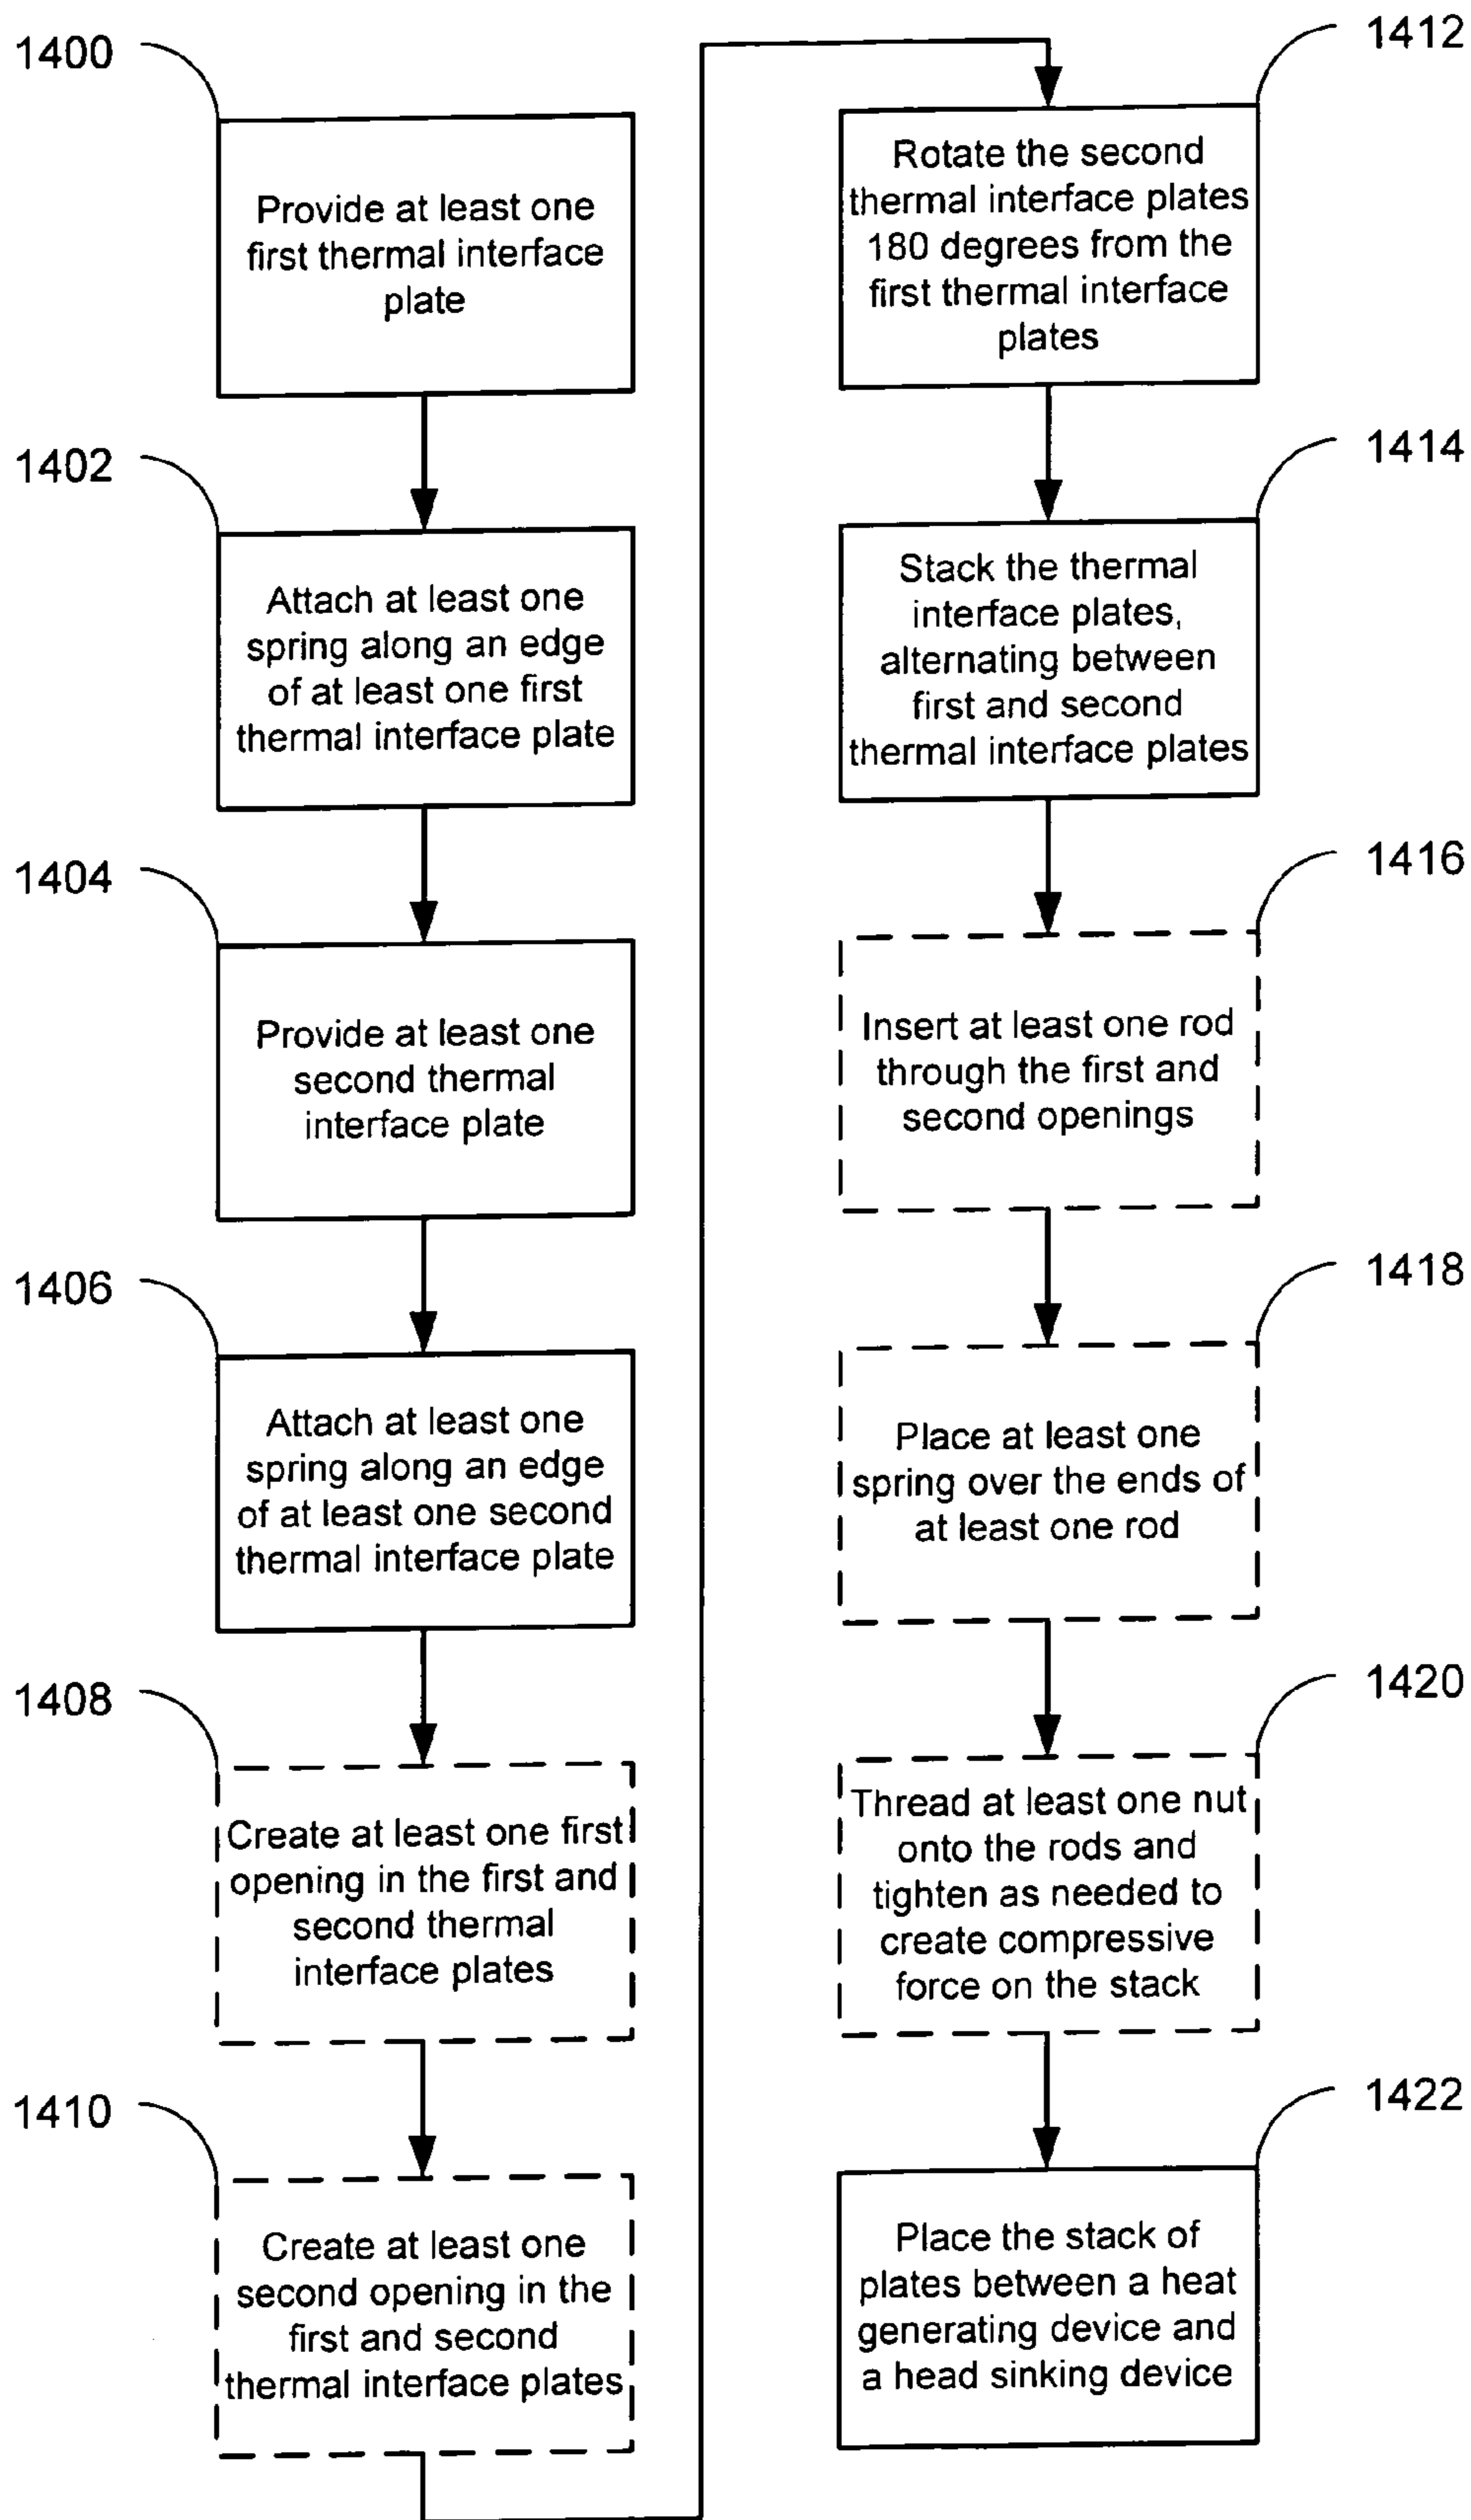 1400
Provide at least one
first thermal interface
plate
1402
Attach at least one
spring along an edge
of at least one first
thermal interface plate
1404
Provide at least one
second thermal
interface plate
1406
Attach at least one
spring along an edge
of at least one second
thermal interface plate
1408
Create at least one first
opening in the first and
second thermal
interface plates
1410
Create at least one
second opening in the
first and second
thermal interface plates
1412
Rotate the second
thermal interface plates
180 degrees from the
first thermal interface
plates
1414
Stack the thermal
interface plates,
alternating between
first and second
thermal interface plates
1416
Insert at least one rod
through the first and
second openings
1418
Place at least one
spring over the ends of
at least one rod
1420
Thread at least one nut
onto the rods and
tighten as needed to
create compressive
force on the stack
1422
Place the stack of
plates between a heat
generating device and
a head sinking device